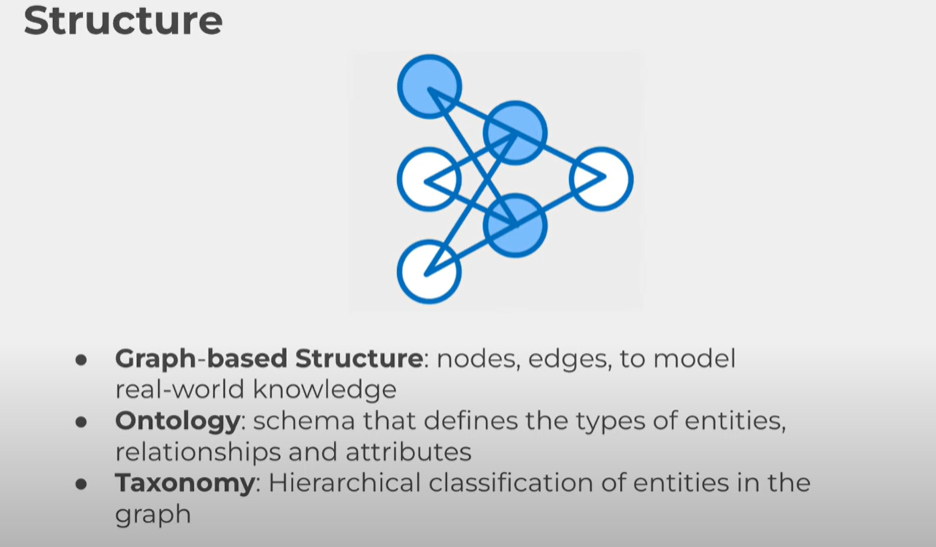 Structure
● Graph-based Structure: nodes, edges, to model
real-world knowledge
● Ontology: schema that defines the types of entities,
relationships and attributes
● Taxonomy: Hierarchical classification of entities in the
graph